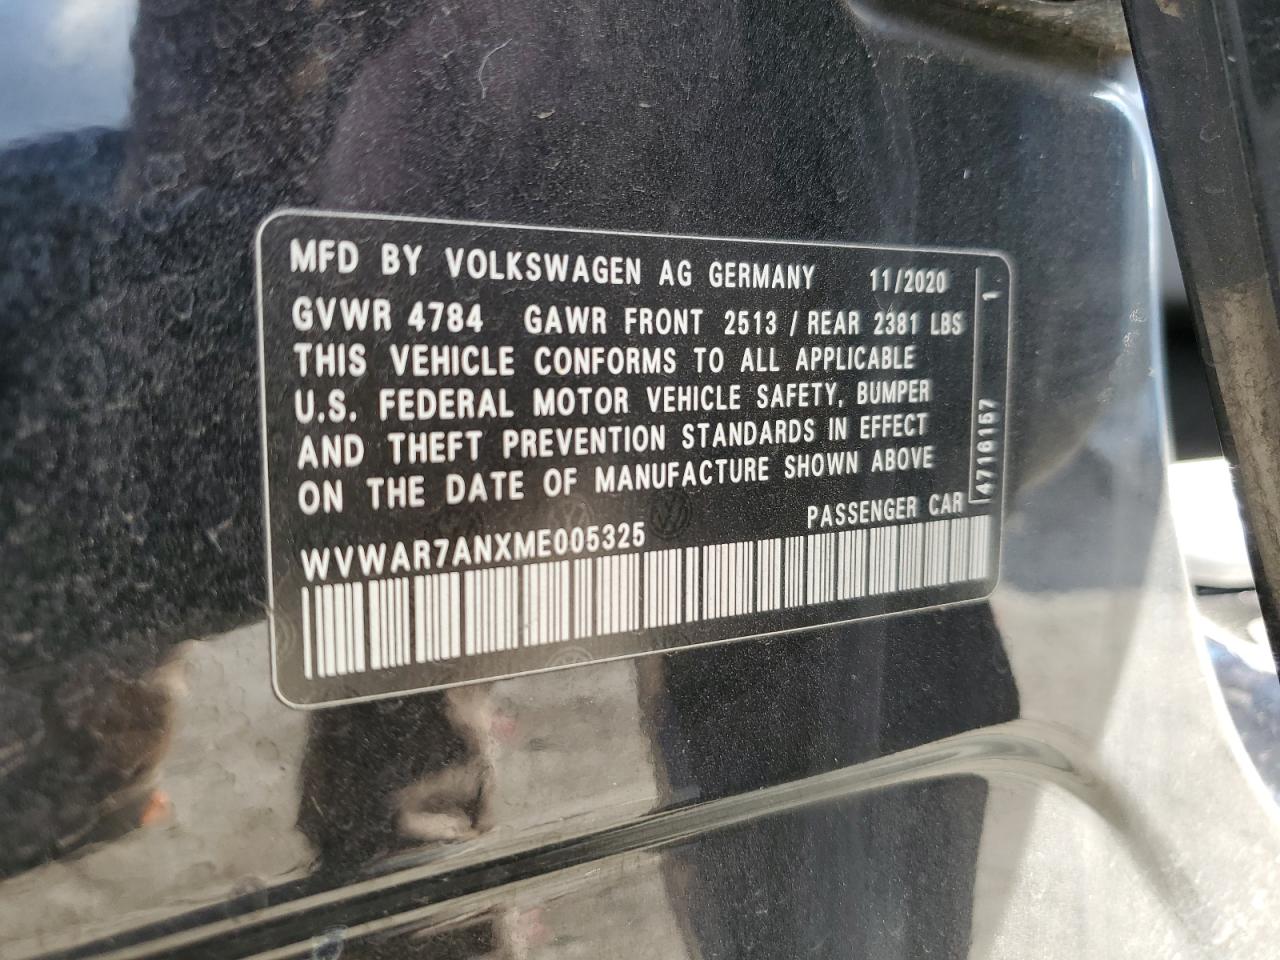 MFD BY VOLKSWAGEN AG GERMANY 11/2020
GVWR 4784 GAWR FRONT 2513 / REAR 2381 LBS
THIS VEHICLE CONFORMS TO ALL APPLICABLE
U.S. FEDERAL MOTOR VEHICLE SAFETY, BUMPER
AND THEFT PREVENTION STANDARDS IN EFFECT
ON THE DATE OF MANUFACTURE SHOWN ABOVE
PASSENGER CAR
WVWAR7ANXME005325
4716157 1